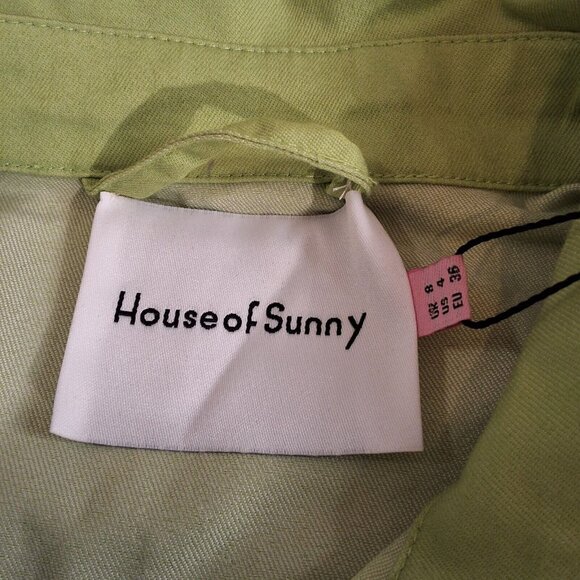 House of Sunny
UK 8
US 4
EU 36